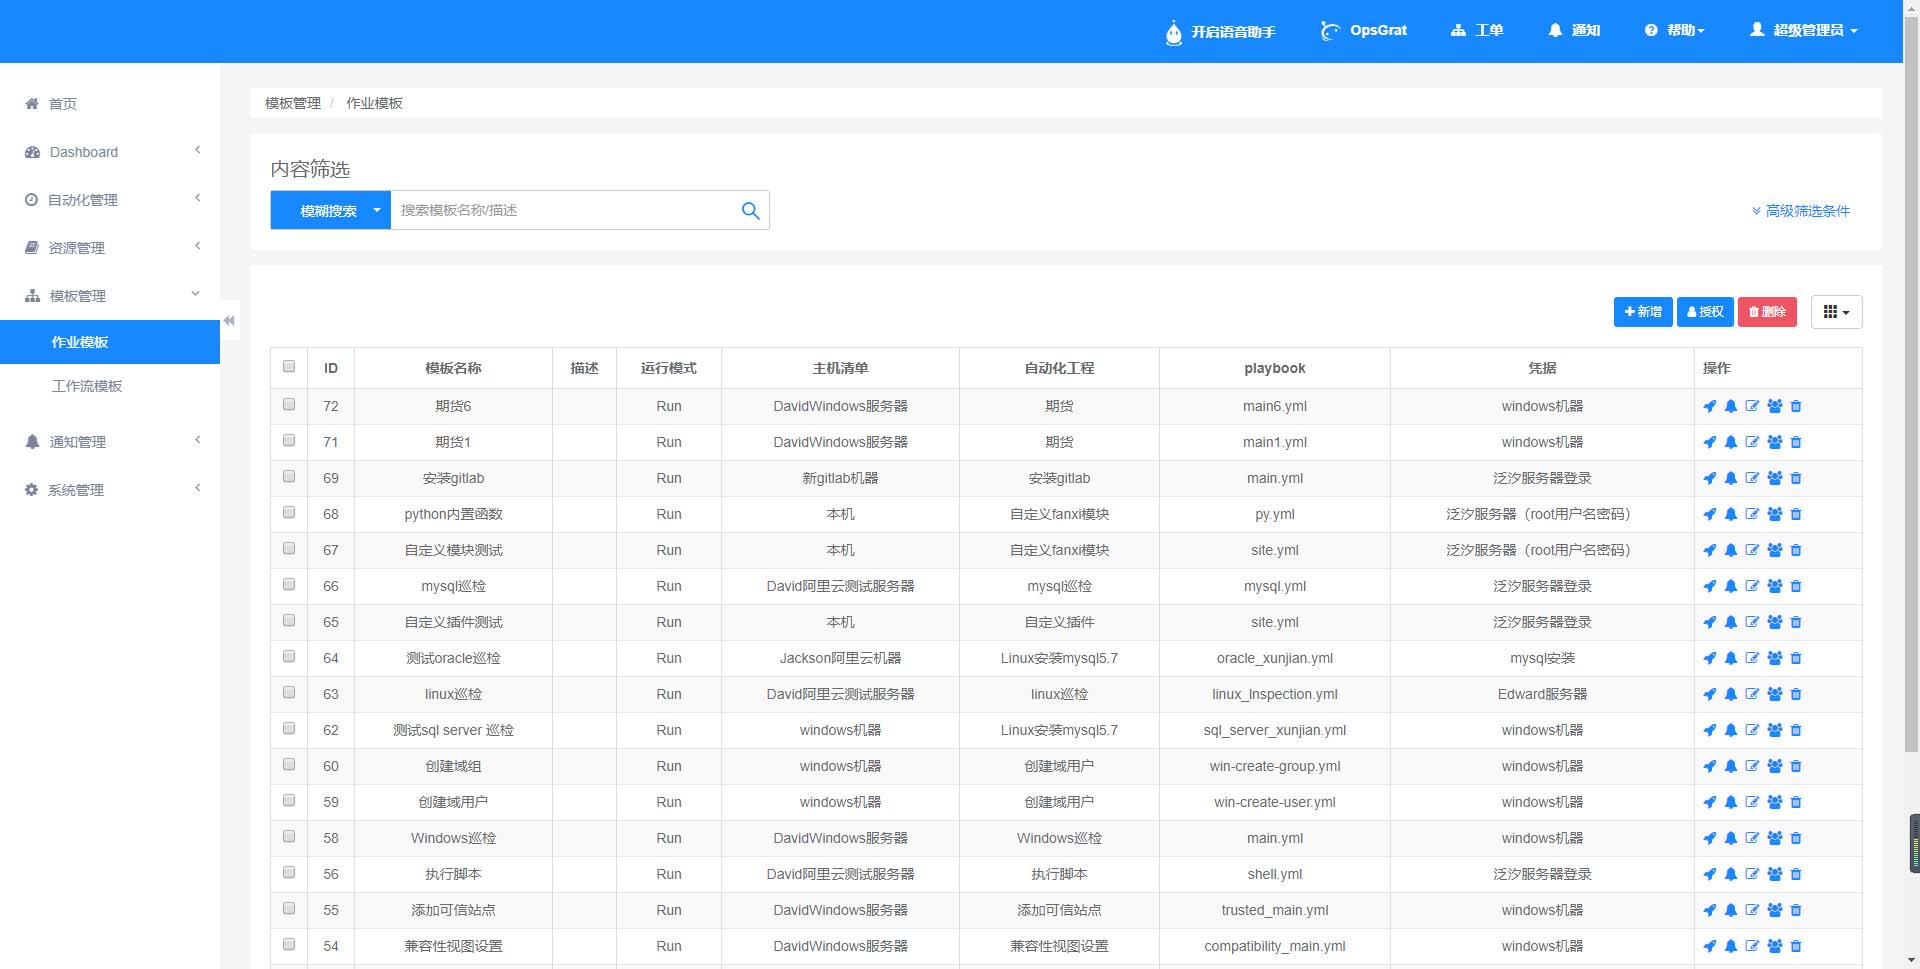 开启语音助手 OpsGrat 工单 通知 帮助 超级管理员
首页
Dashboard
自动化管理
资源管理
模板管理
作业模板
工作流模板
通知管理
系统管理
模板管理 / 作业模板
内容筛选
模糊搜索 搜索模板名称/描述 高级筛选条件
新增 授权 删除
ID 模板名称 描述 运行模式 主机清单 自动化工程 playbook 凭据 操作
72 期货6 Run DavidWindows服务器 期货 main6.yml windows机器
71 期货1 Run DavidWindows服务器 期货 main1.yml windows机器
69 安装gitlab Run 新gitlab机器 安装gitlab main.yml 泛汐服务器登录
68 python内置函数 Run 本机 自定义fanxi模块 py.yml 泛汐服务器（root用户名密码）
67 自定义模块测试 Run 本机 自定义fanxi模块 site.yml 泛汐服务器（root用户名密码）
66 mysql巡检 Run David阿里云测试服务器 mysql巡检 mysql.yml 泛汐服务器登录
65 自定义插件测试 Run 本机 自定义插件 site.yml 泛汐服务器登录
64 测试oracle巡检 Run Jackson阿里云机器 Linux安装mysql5.7 oracle_xunjian.yml mysql安装
63 linux巡检 Run David阿里云测试服务器 linux巡检 linux_Inspection.yml Edward服务器
62 测试sql server 巡检 Run windows机器 Linux安装mysql5.7 sql_server_xunjian.yml windows机器
60 创建域组 Run windows机器 创建域用户 win-create-group.yml windows机器
59 创建域用户 Run windows机器 创建域用户 win-create-user.yml windows机器
58 Windows巡检 Run DavidWindows服务器 Windows巡检 main.yml windows机器
56 执行脚本 Run David阿里云测试服务器 执行脚本 shell.yml 泛汐服务器登录
55 添加可信站点 Run DavidWindows服务器 添加可信站点 trusted_main.yml windows机器
54 兼容性视图设置 Run DavidWindows服务器 兼容性视图设置 compatibility_main.yml windows机器